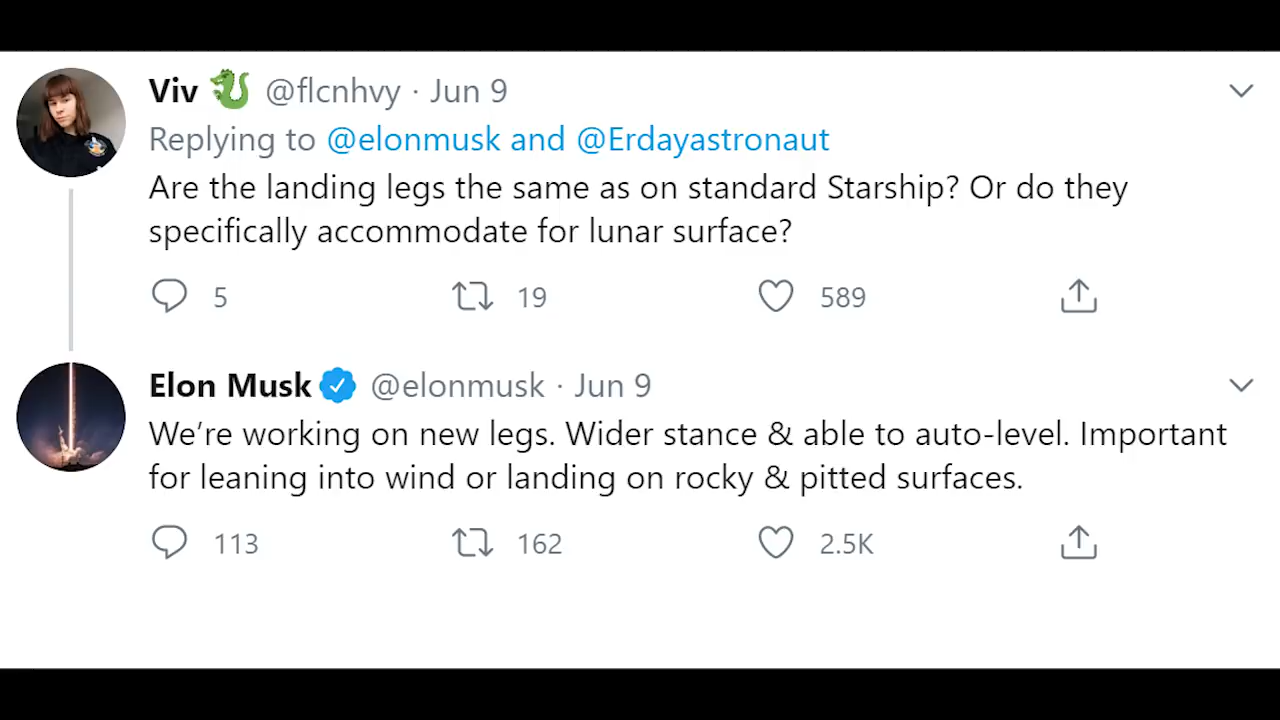 Viv 🐉 @flcnhvy · Jun 9
Replying to @elonmusk and @Erdayastronaut
Are the landing legs the same as on standard Starship? Or do they
specifically accommodate for lunar surface?
5 19 589
Elon Musk @elonmusk · Jun 9
We’re working on new legs. Wider stance & able to auto-level. Important
for leaning into wind or landing on rocky & pitted surfaces.
113 162 2.5K